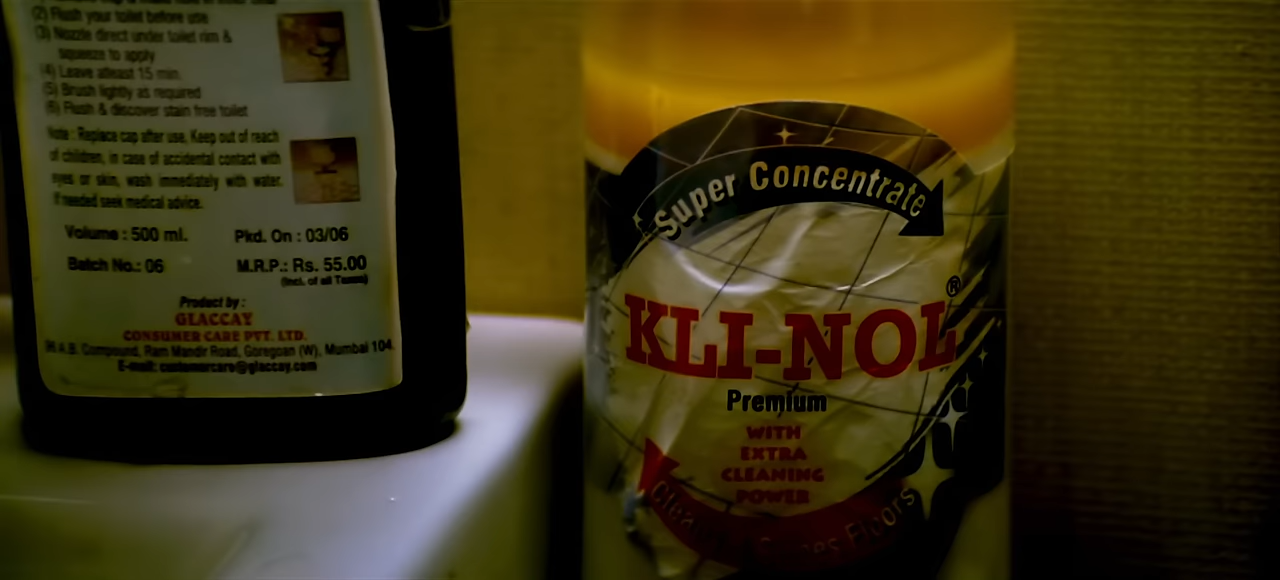 (2) Flush your toilet before use
(3) Nozzle direct under toilet rim &
squeeze to apply
(4) Leave atleast 15 min.
(5) Brush lightly as required
(6) Flush & discover stain free toilet
Note : Replace cap after use, Keep out of reach
of children, in case of accidental contact with
eyes or skin, wash immediately with water.
If needed seek medical advice.
Volume : 500 ml. Pkd. On : 03/06
Batch No.: 06 M.R.P.: Rs. 55.00
(Incl. of all Taxes)
Product by :
GLACCAY
CONSUMER CARE PVT. LTD.
A.B. Compound, Ram Mandir Road, Goregoan (W), Mumbai 104.
E-mail: customercare@glaccay.com
Super Concentrate
KLI-NOL®
Premium
WITH
EXTRA
CLEANING
POWER
Floors